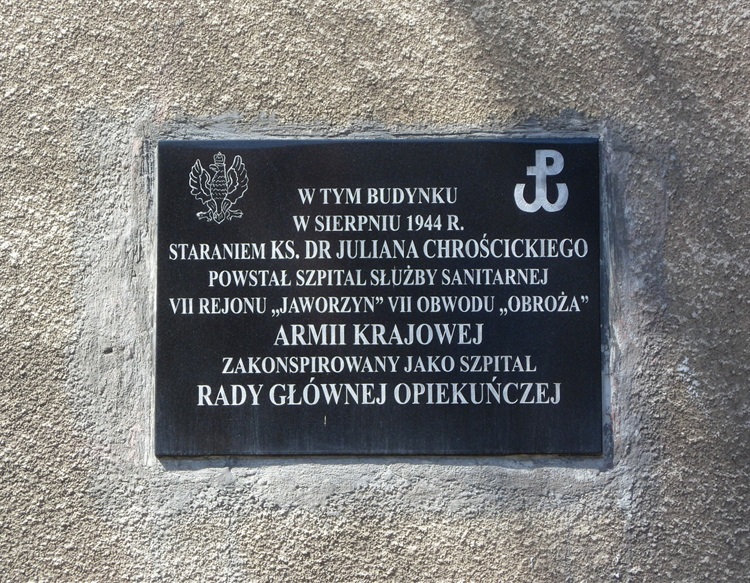 W TYM BUDYNKU
W SIERPNIU 1944 R.
STARANIEM KS. DR JULIANA CHROŚCICKIEGO
POWSTAŁ SZPITAL SŁUŻBY SANITARNEJ
VII REJONU „JAWORZYN” VII OBWODU „OBROŻA”
ARMII KRAJOWEJ
ZAKONSPIROWANY JAKO SZPITAL
RADY GŁÓWNEJ OPIEKUŃCZEJ